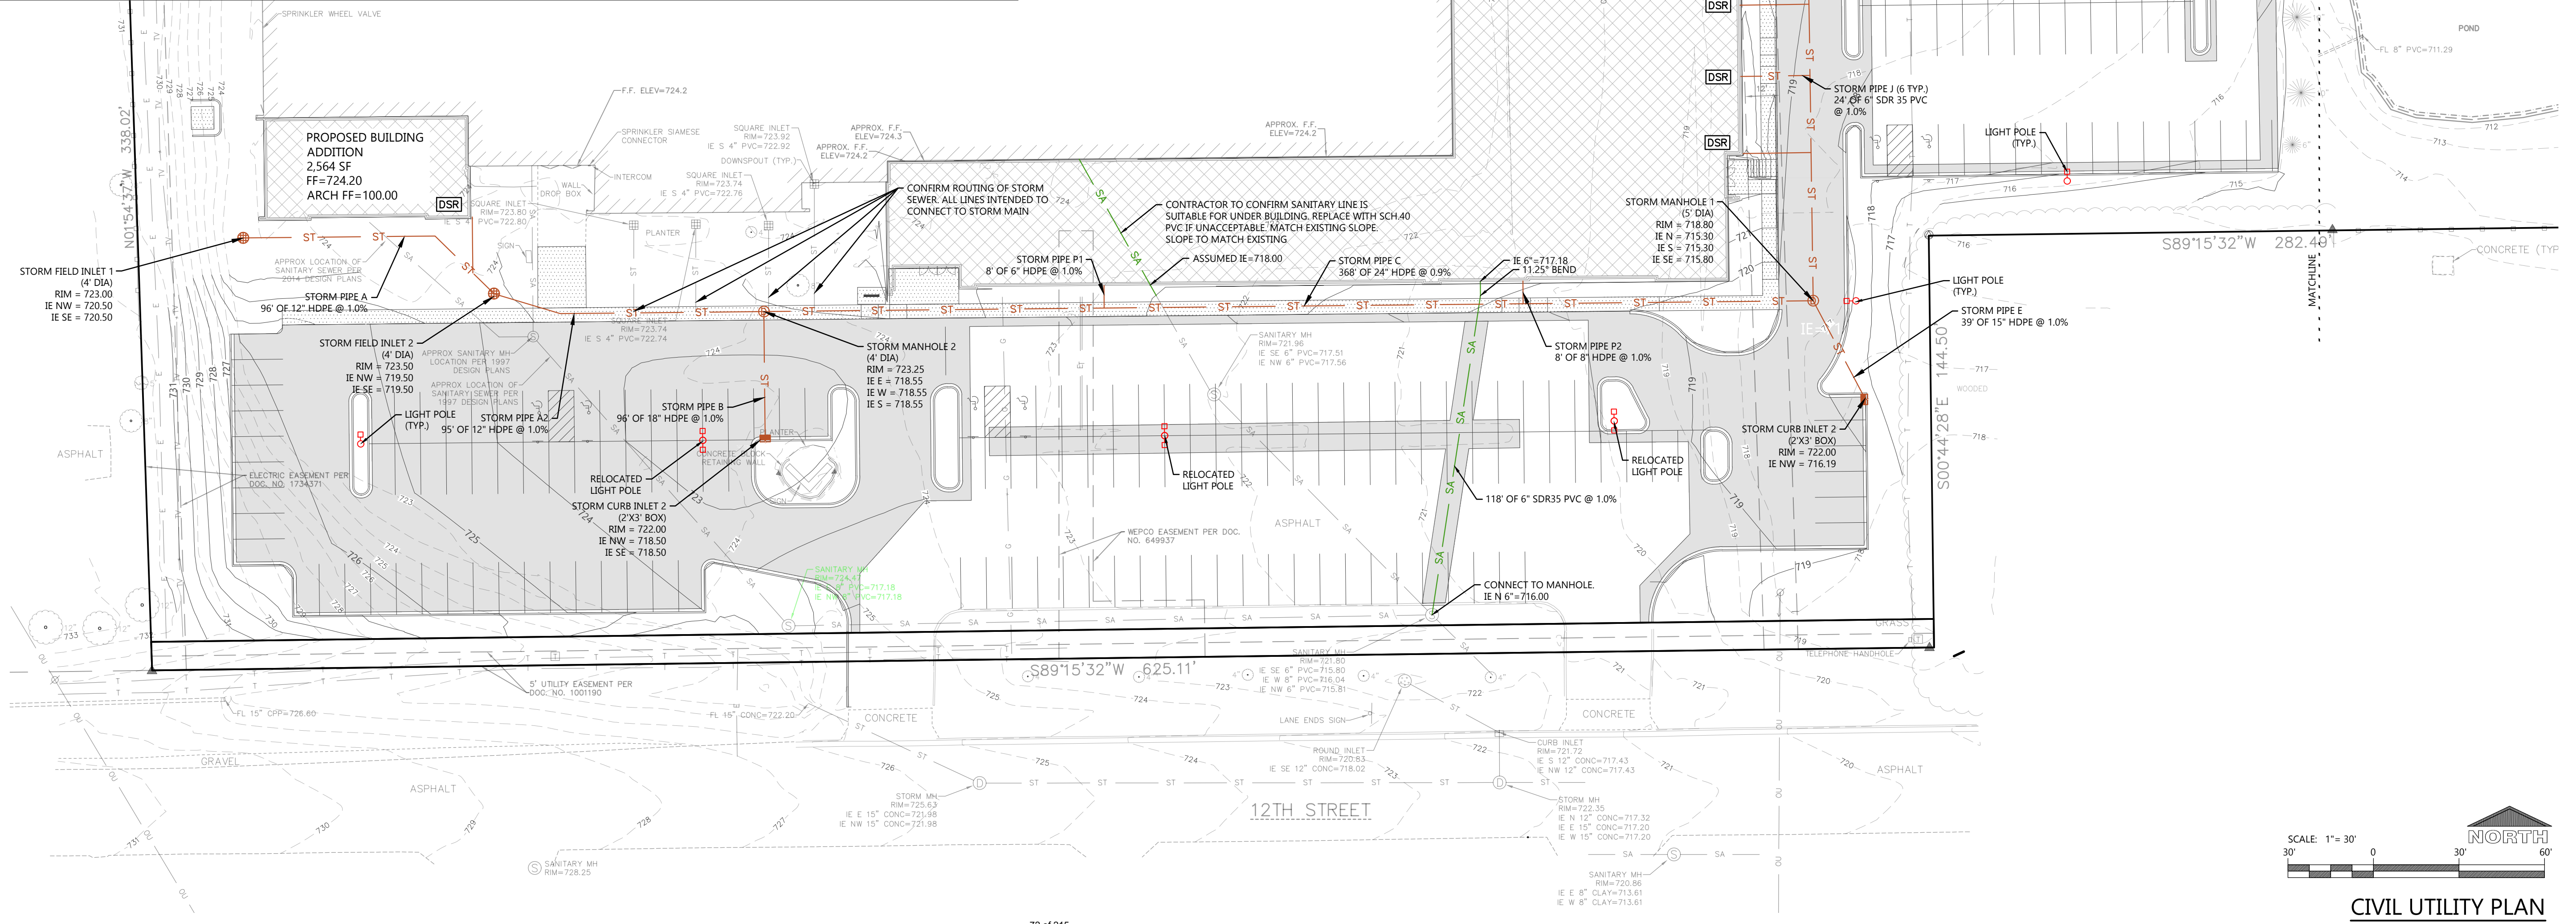 SPRINKLER WHEEL VALVE
N01°54'37"W 338.02'
PROPOSED BUILDING
ADDITION
2,564 SF
FF=724.20
ARCH FF=100.00
DSR
F.F. ELEV=724.2
SPRINKLER SIAMESE
CONNECTOR
INTERCOM
WALL
DROP BOX
SQUARE INLET
RIM=723.92
IE S 4" PVC=722.92
DOWNSPOUT (TYP.)
SQUARE INLET
RIM=723.74
IE S 4" PVC=722.76
SQUARE INLET
RIM=723.80
IE S 4"
PVC=722.80
SIGN
PLANTER
APPROX. F.F.
ELEV=724.3
APPROX. F.F.
ELEV=724.2
APPROX. F.F.
ELEV=724.2
CONFIRM ROUTING OF STORM
SEWER. ALL LINES INTENDED TO
CONNECT TO STORM MAIN
CONTRACTOR TO CONFIRM SANITARY LINE IS
SUITABLE FOR UNDER BUILDING. REPLACE WITH SCH.40
PVC IF UNACCEPTABLE. MATCH EXISTING SLOPE.
SLOPE TO MATCH EXISTING
ASSUMED IE=718.00
STORM PIPE P1
8' OF 6" HDPE @ 1.0%
STORM PIPE C
368' OF 24" HDPE @ 0.9%
IE 6"=717.18
11.25° BEND
STORM MANHOLE 1
(5' DIA)
RIM = 718.80
IE N = 715.30
IE S = 715.30
IE SE = 715.80
DSR
DSR
DSR
STORM PIPE J (6 TYP.)
24' OF 6" SDR 35 PVC
@ 1.0%
LIGHT POLE
(TYP.)
POND
FL 8" PVC=711.29
S89°15'32"W 282.49'
MATCHLINE
CONCRETE (TYP
LIGHT POLE
(TYP.)
STORM PIPE E
39' OF 15" HDPE @ 1.0%
S00°44'28"E 144.50'
WOODED
STORM FIELD INLET 1
(4' DIA)
RIM = 723.00
IE NW = 720.50
IE SE = 720.50
APPROX LOCATION OF
SANITARY SEWER PER
2014 DESIGN PLANS
STORM PIPE A
96' OF 12" HDPE @ 1.0%
STORM FIELD INLET 2
(4' DIA)
RIM = 723.50
IE NW = 719.50
IE SE = 719.50
APPROX SANITARY MH
LOCATION PER 1997
DESIGN PLANS
APPROX LOCATION OF
SANITARY SEWER PER
1997 DESIGN PLANS
SQUARE INLET
RIM=723.74
IE S 4" PVC=722.74
STORM MANHOLE 2
(4' DIA)
RIM = 723.25
IE E = 718.55
IE W = 718.55
IE S = 718.55
SANITARY MH
RIM=721.96
IE SE 6" PVC=717.51
IE NW 6" PVC=717.56
STORM PIPE P2
8' OF 8" HDPE @ 1.0%
LIGHT POLE
(TYP.)
STORM PIPE A2
95' OF 12" HDPE @ 1.0%
STORM PIPE B
96' OF 18" HDPE @ 1.0%
PLANTER
CONCRETE BLOCK
RETAINING WALL
SIGN
STORM CURB INLET 2
(2'X3' BOX)
RIM = 722.00
IE NW = 716.19
ASPHALT
ELECTRIC EASEMENT PER
DOC. NO. 1734371
RELOCATED
LIGHT POLE
RELOCATED
LIGHT POLE
RELOCATED
LIGHT POLE
STORM CURB INLET 2
(2'X3' BOX)
RIM = 722.00
IE NW = 718.50
IE SE = 718.50
118' OF 6" SDR35 PVC @ 1.0%
ASPHALT
WEPCO EASEMENT PER DOC.
NO. 649937
SANITARY MH
RIM=724.47
CONNECT TO MANHOLE.
IE N 6"=716.00
GRASS
TELEPHONE HANDHOLE
S89°15'32"W 625.11'
SANITARY MH
RIM=721.80
IE SE 6" PVC=715.80
IE W 8" PVC=716.04
IE NW 6" PVC=715.81
5' UTILITY EASEMENT PER
DOC. NO. 1001190
FL 15" CPP=726.60
FL 15" CONC=722.20
CONCRETE
LANE ENDS SIGN
CONCRETE
GRAVEL
ASPHALT
ROUND INLET
RIM=720.83
IE SE 12" CONC=718.02
CURB INLET
RIM=721.72
IE S 12" CONC=717.43
IE NW 12" CONC=717.43
ASPHALT
STORM MH
RIM=725.63
IE E 15" CONC=721.98
IE NW 15" CONC=721.98
12TH STREET
STORM MH
RIM=722.35
IE N 12" CONC=717.32
IE E 15" CONC=717.20
IE W 15" CONC=717.20
SANITARY MH
RIM=728.25
SANITARY MH
RIM=720.86
IE E 8" CLAY=713.61
IE W 8" CLAY=713.61
NORTH
SCALE: 1"= 30'
30' 0 30' 60'
CIVIL UTILITY PLAN